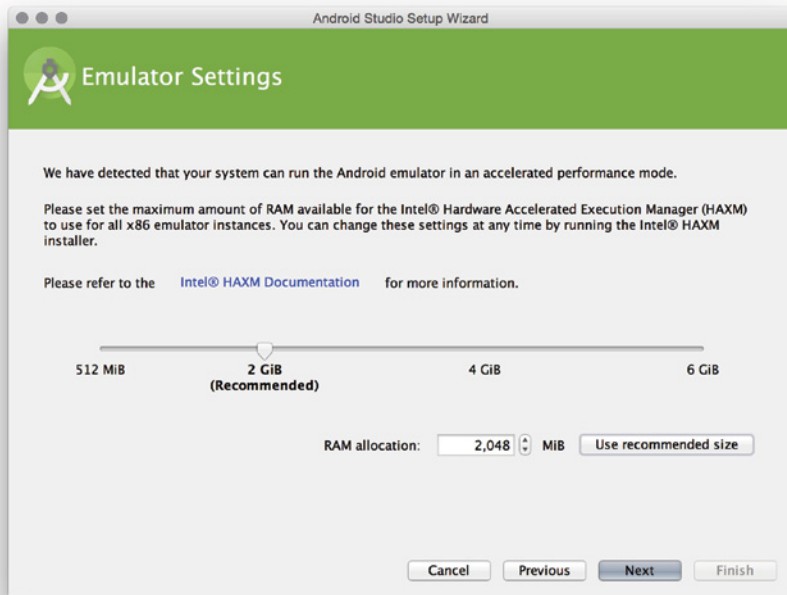 Android Studio Setup Wizard
Emulator Settings
We have detected that your system can run the Android emulator in an accelerated performance mode.
Please set the maximum amount of RAM available for the Intel® Hardware Accelerated Execution Manager (HAXM)
to use for all x86 emulator instances. You can change these settings at any time by running the Intel® HAXM
installer.
Please refer to the Intel® HAXM Documentation for more information.
512 MiB 2 GiB 4 GiB 6 GiB
(Recommended)
RAM allocation: 2,048 MiB Use recommended size
Cancel Previous Next Finish